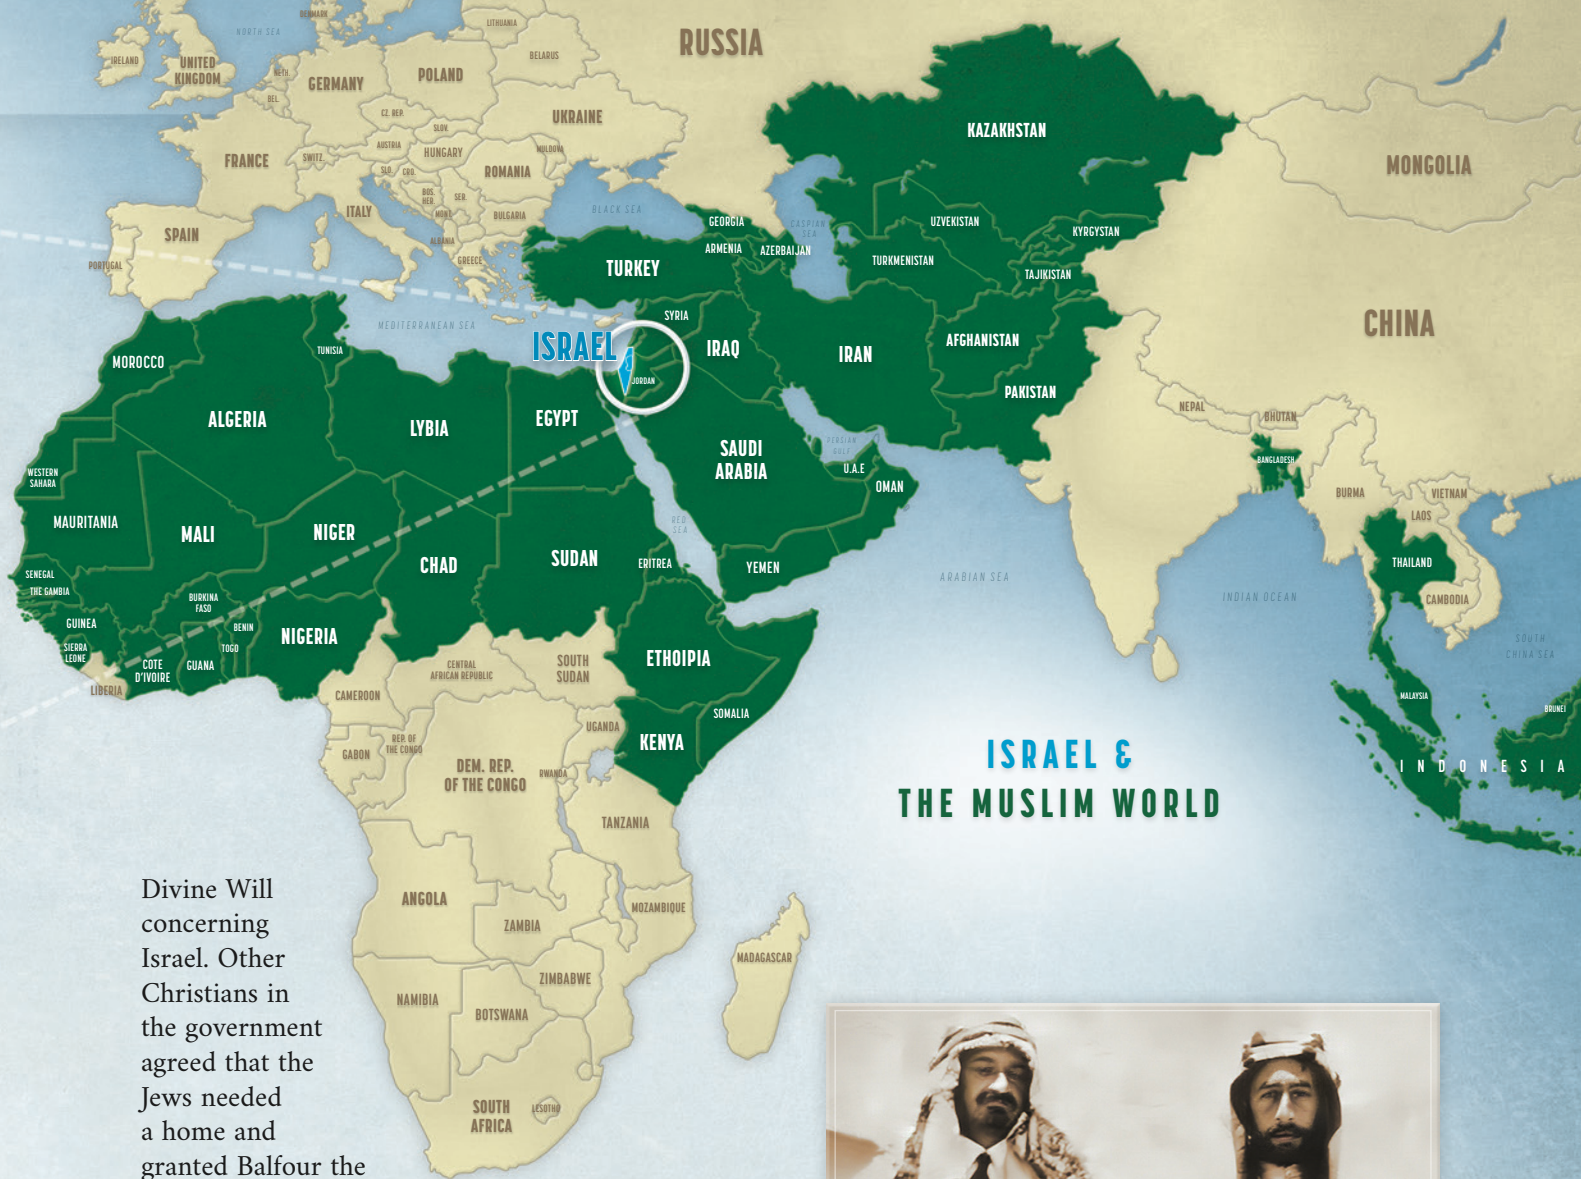 DENMARK
NORTH SEA
LITHUANIA
IRELAND
UNITED
KINGDOM
NETH.
BEL.
GERMANY
POLAND
BELARUS
RUSSIA
CZ. REP.
SLOV.
UKRAINE
FRANCE
SWITZ.
AUSTRIA
HUNGARY
MOLDOVA
SLO.
CRO.
ROMANIA
BOS.
HER.
SER.
ITALY
MONT.
BULGARIA
BLACK SEA
SPAIN
PORTUGAL
ALBANIA
GREECE
KAZAKHSTAN
MONGOLIA
GEORGIA
CASPIAN
SEA
ARMENIA
AZERBAIJAN
UZVEKISTAN
KYRGYSTAN
TURKMENISTAN
TAJIKISTAN
TURKEY
MEDITERRANEAN SEA
SYRIA
ISRAEL
JORDAN
IRAQ
IRAN
AFGHANISTAN
PAKISTAN
CHINA
MOROCCO
TUNISIA
ALGERIA
LYBIA
EGYPT
SAUDI
ARABIA
PERSIAN
GULF
U.A.E
OMAN
NEPAL
BHUTAN
BANGLADESH
BURMA
VIETNAM
LAOS
WESTERN
SAHARA
MAURITANIA
MALI
NIGER
CHAD
SUDAN
RED
SEA
ERITREA
YEMEN
ARABIAN SEA
INDIAN OCEAN
THAILAND
CAMBODIA
SOUTH
CHINA SEA
SENEGAL
THE GAMBIA
GUINEA
SIERRA
LEONE
LIBERIA
BURKINA
FASO
COTE
D'IVOIRE
GUANA
TOGO
BENIN
NIGERIA
CAMEROON
CENTRAL
AFRICAN REPUBLIC
SOUTH
SUDAN
ETHOIPIA
SOMALIA
KENYA
UGANDA
GABON
REP. OF
THE CONGO
DEM. REP.
OF THE CONGO
RWANDA
TANZANIA
MALAYSIA
BRUNEI
INDONESIA
ISRAEL &
THE MUSLIM WORLD
ANGOLA
ZAMBIA
MOZAMBIQUE
ZIMBABWE
MADAGASCAR
NAMIBIA
BOTSWANA
SOUTH
AFRICA
LESOTHO
Divine Will
concerning
Israel. Other
Christians in
the government
agreed that the
Jews needed
a home and
granted Balfour the